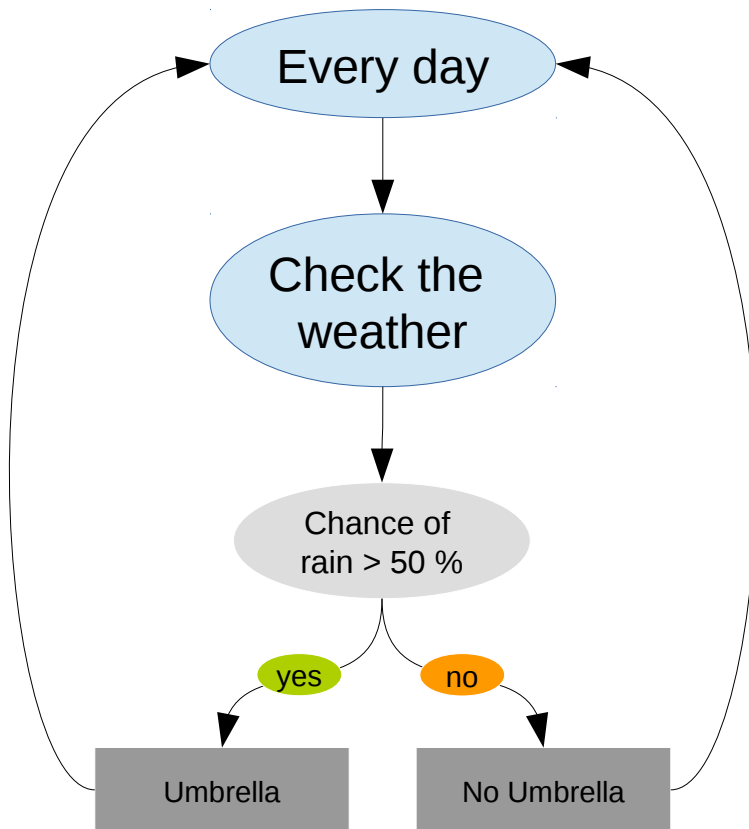 Every day
Check the
weather
Chance of
rain > 50 %
yes
no
Umbrella
No Umbrella